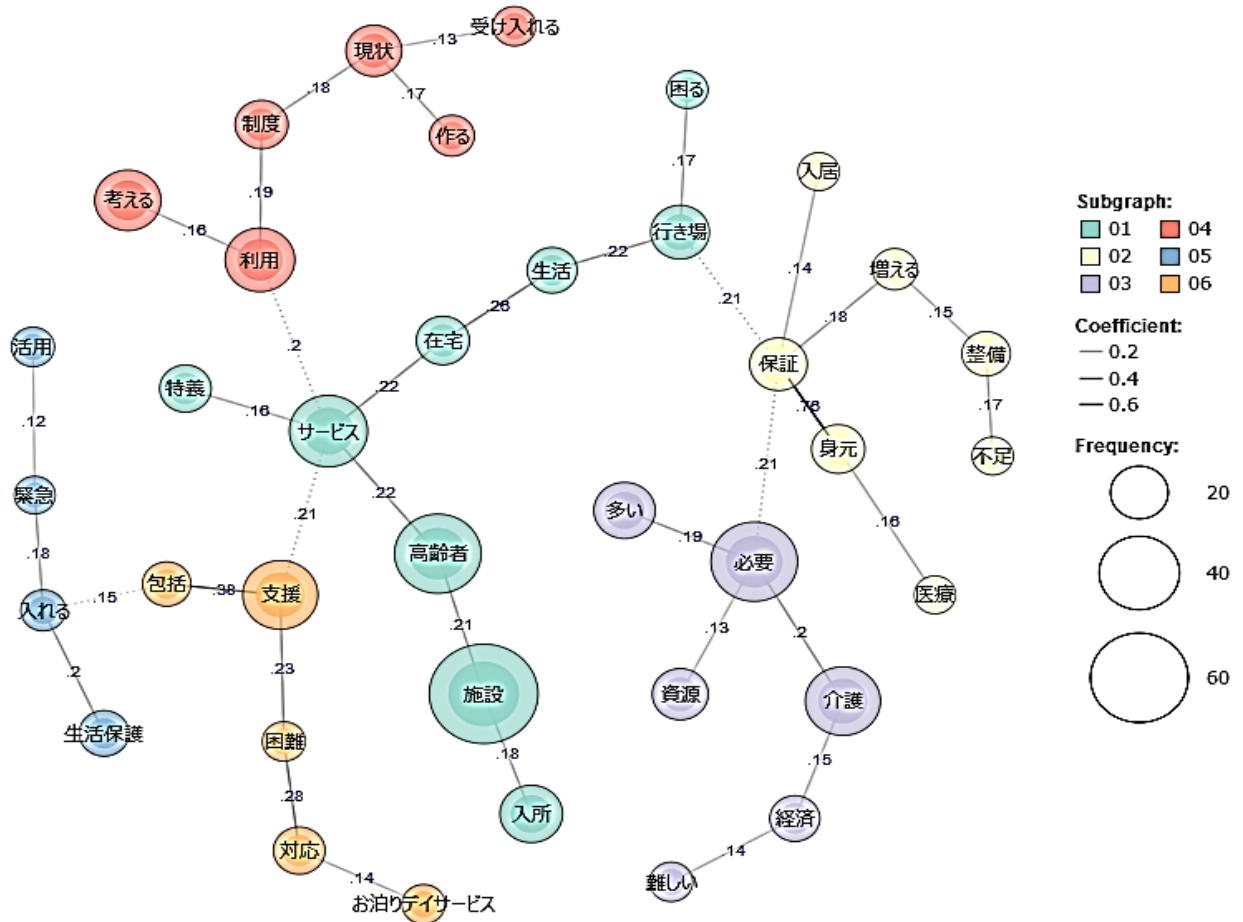 受け入れる
現状
.13
.18
.17
制度
作る
.19
考える
.16
利用
困る
.17
行き場
入居
生活
.22
.14
増える
.21
.18
.15
.26
.2
在宅
保証
整備
活用
特義
.22
.16
サービス
.76
.17
身元
不足
.12
.21
.22
緊急
多い
.19
.21
.16
高齢者
必要
.18
包括
.38
支援
.15
入れる
医療
.21
.13
.2
.2
.23
施設
資源
介護
生活保護
困難
.18
.15
.28
入所
経済
対応
.14
.14
難しい
お泊りデイサービス
Subgraph:
01 04
02 05
03 06
Coefficient:
0.2
0.4
0.6
Frequency:
20
40
60